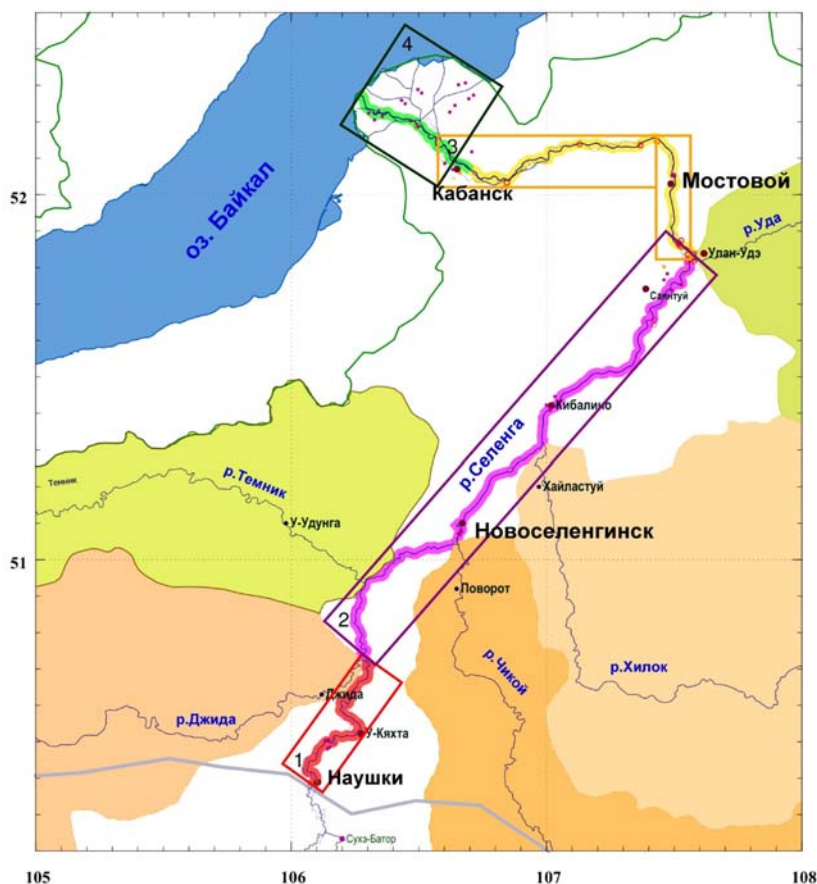 4
3
Кабанск
52
Мостовой
р.Уда
оз. Байкал
Улан-Удэ
Саянтуй
Кибалино
р.Селенга
Темник
р.Темник
Хайластуй
У-Удунга
Новоселенгинск
51
Поворот
2
р.Чикой
р.Хилок
Джида
р.Джида
У-Кяхта
1
Наушки
Сухэ-Батор
105
106
107
108